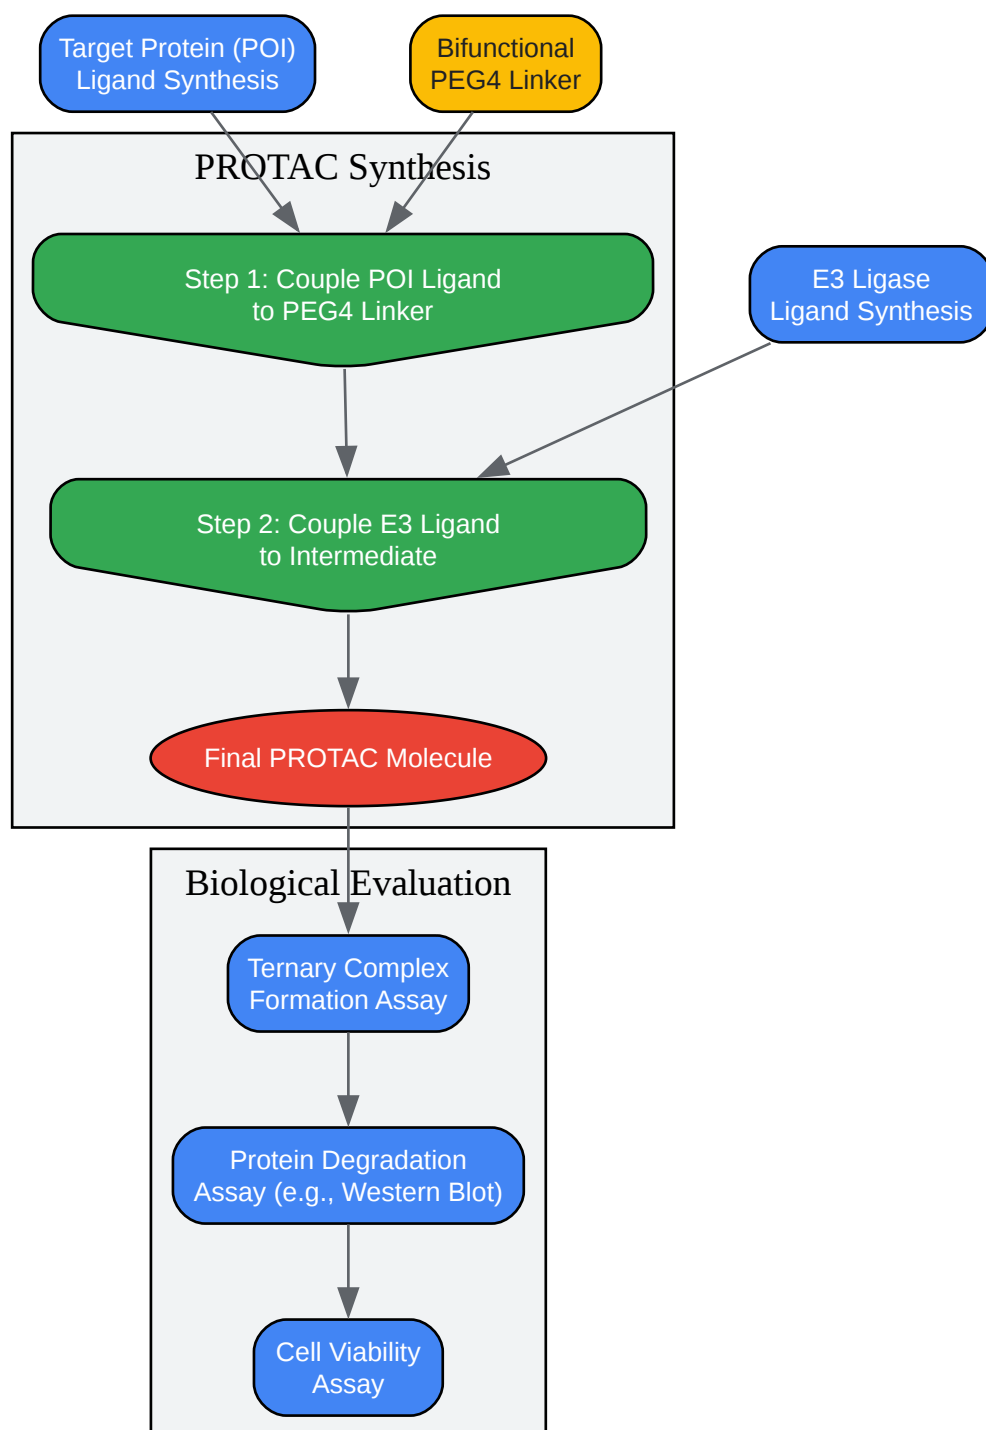 Target Protein (POI)
Ligand Synthesis
Bifunctional
PEG4 Linker
PROTAC Synthesis
Step 1: Couple POI Ligand
to PEG4 Linker
E3 Ligase
Ligand Synthesis
Step 2: Couple E3 Ligand
to Intermediate
Final PROTAC Molecule
Biological Evaluation
Ternary Complex
Formation Assay
Protein Degradation
Assay (e.g., Western Blot)
Cell Viability
Assay